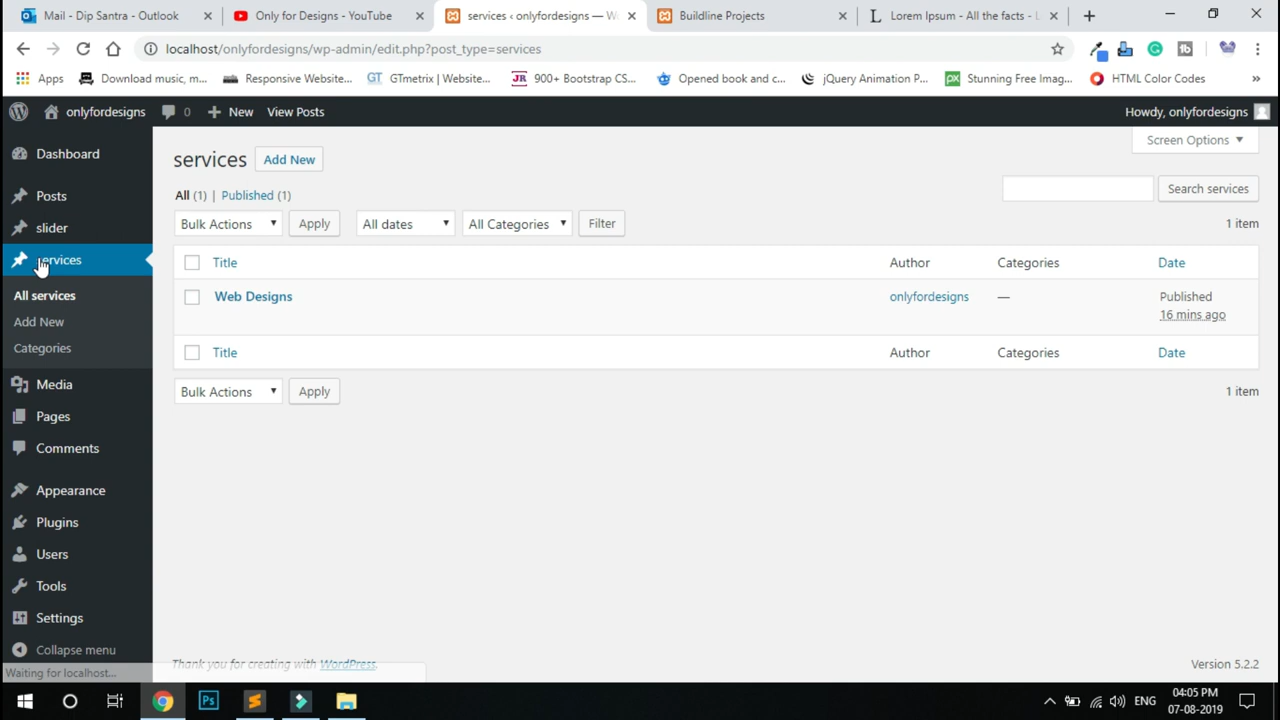 Mail - Dip Santra - Outlook
Only for Designs - YouTube
services ‹ onlyfordesigns — W
Buildline Projects
Lorem Ipsum - All the facts - L
localhost/onlyfordesigns/wp-admin/edit.php?post_type=services
Apps
Download music, m...
Responsive Website...
GT
GTmetrix | Website...
JR
900+ Bootstrap CS...
Opened book and c...
jQuery Animation P...
px
Stunning Free Imag...
HTML Color Codes
»
onlyfordesigns
0
New
View Posts
Howdy, onlyfordesigns
Dashboard
Posts
slider
ervices
All services
Add New
Categories
Media
Pages
Comments
Appearance
Plugins
Users
Tools
Settings
Collapse menu
Waiting for localhost...
Screen Options
services
Add New
All (1) | Published (1)
Search services
Bulk Actions
Apply
All dates
All Categories
Filter
1 item
Title
Author
Categories
Date
Web Designs
onlyfordesigns
—
Published
16 mins ago
Title
Author
Categories
Date
Bulk Actions
Apply
1 item
Thank you for creating with WordPress.
Version 5.2.2
Ps
ENG
04:05 PM
07-08-2019